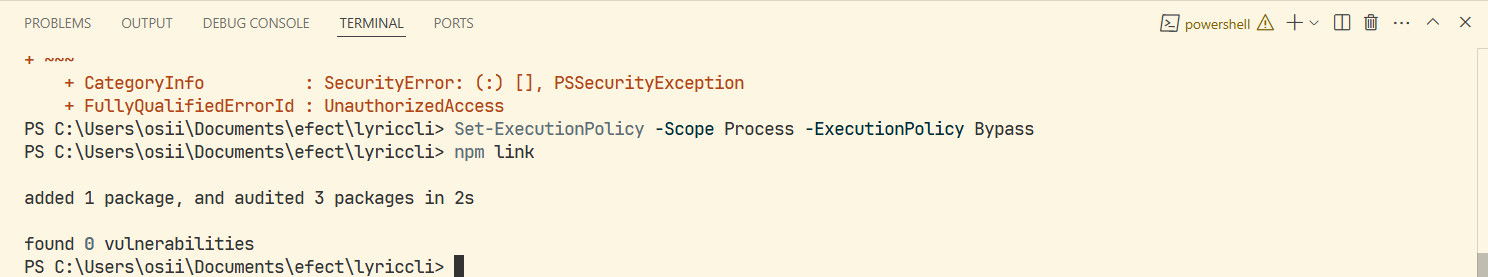 PROBLEMS OUTPUT DEBUG CONSOLE TERMINAL PORTS powershell
+ ~~~
    + CategoryInfo          : SecurityError: (:) [], PSSecurityException
    + FullyQualifiedErrorId : UnauthorizedAccess
PS C:\Users\osii\Documents\efect\lyriccli> Set-ExecutionPolicy -Scope Process -ExecutionPolicy Bypass
PS C:\Users\osii\Documents\efect\lyriccli> npm link
added 1 package, and audited 3 packages in 2s
found 0 vulnerabilities
PS C:\Users\osii\Documents\efect\lyriccli>